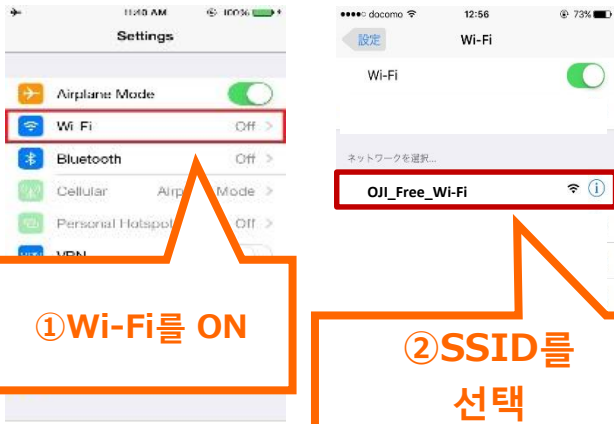 11:40 AM
100%
Settings
Airplane Mode
Wi-Fi
Off
Bluetooth
Off
Cellular
Airp
Mode
Personal Hotspot
Off
VPN
①Wi-Fi를 ON
docomo
12:56
73%
設定
Wi-Fi
Wi-Fi
ネットワークを選択...
OJI_Free_Wi-Fi
②SSID를
선택